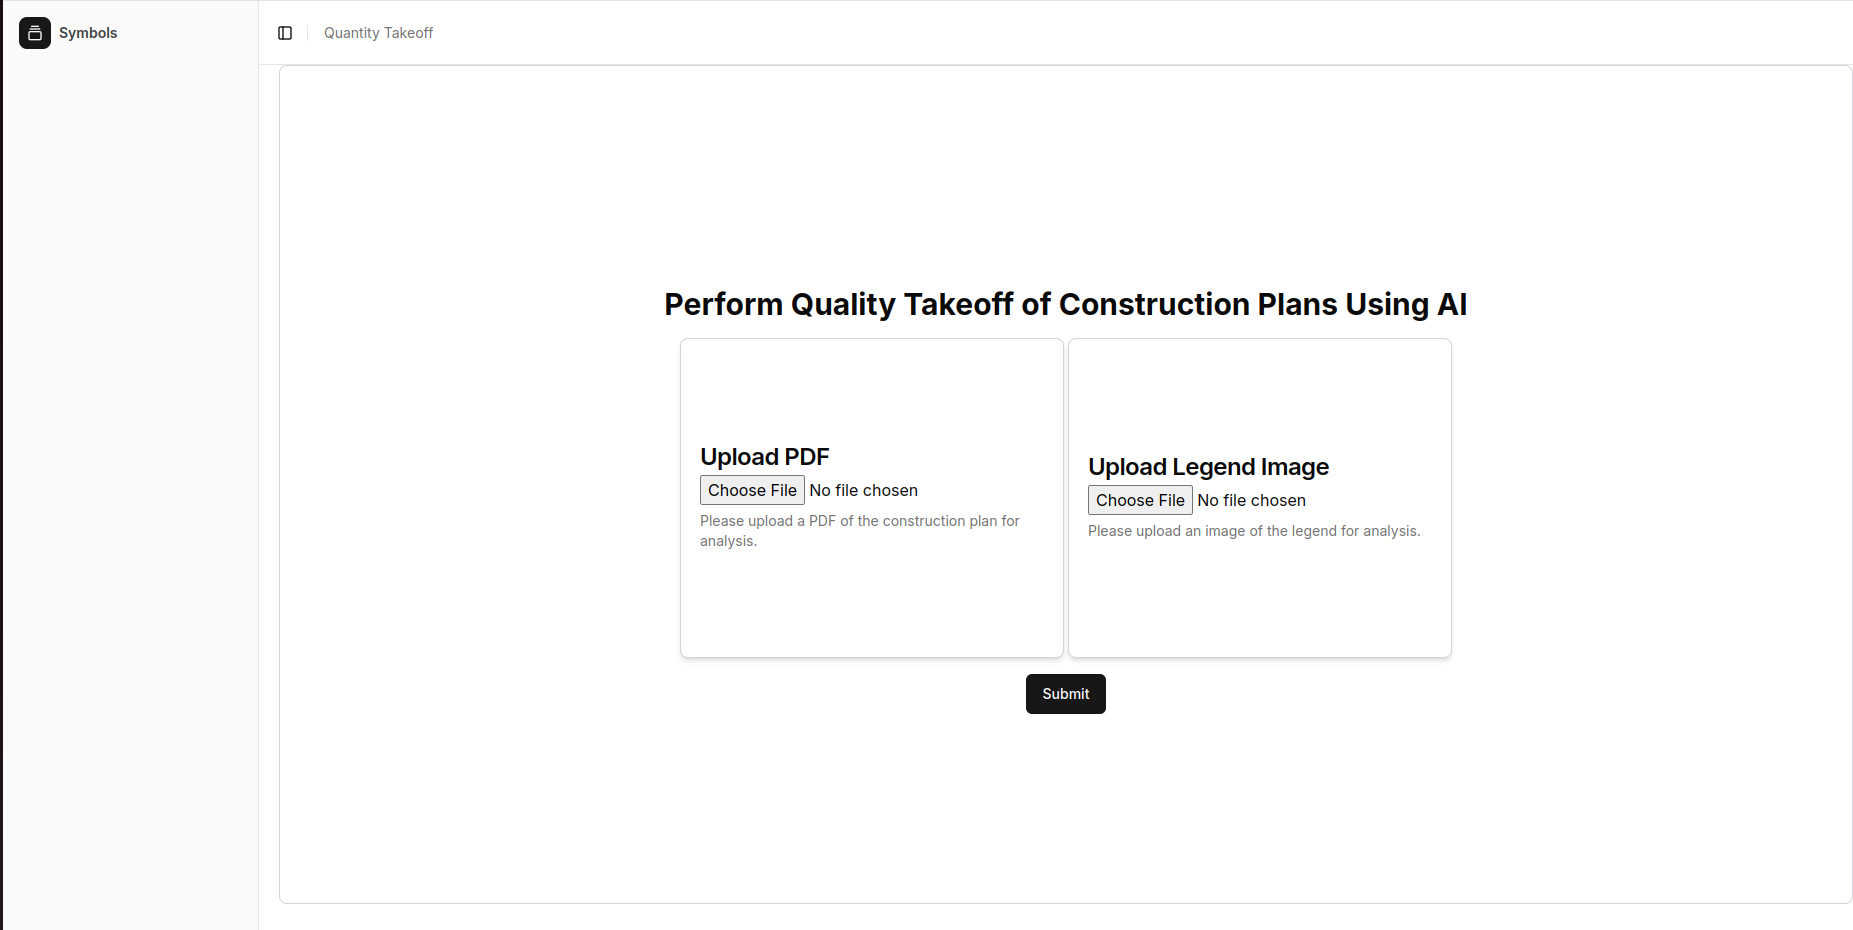 Symbols
Quantity Takeoff
Perform Quality Takeoff of Construction Plans Using AI
Upload PDF
Choose File No file chosen
Please upload a PDF of the construction plan for
analysis.
Upload Legend Image
Choose File No file chosen
Please upload an image of the legend for analysis.
Submit